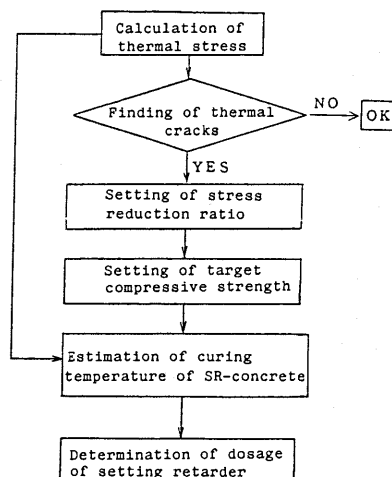 Calculation of
thermal stress
Finding of thermal
cracks
NO
OK
YES
Setting of stress
reduction ratio
Setting of target
compressive strength
Estimation of curing
temperature of SR-concrete
Determination of dosage
of setting retarder